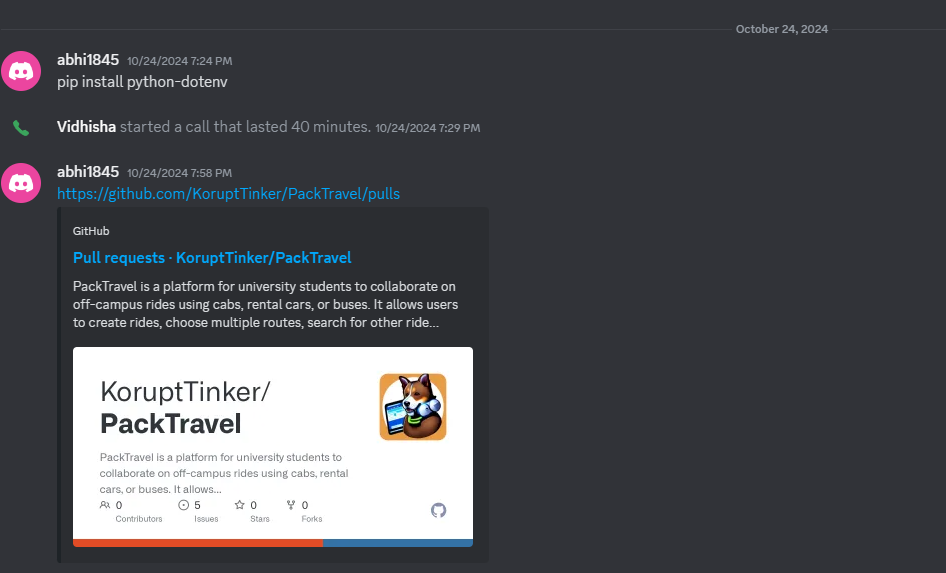 October 24, 2024
abhi1845 10/24/2024 7:24 PM
pip install python-dotenv
Vidhisha started a call that lasted 40 minutes. 10/24/2024 7:29 PM
abhi1845 10/24/2024 7:58 PM
https://github.com/KoruptTinker/PackTravel/pulls
GitHub
Pull requests · KoruptTinker/PackTravel
PackTravel is a platform for university students to collaborate on
off-campus rides using cabs, rental cars, or buses. It allows users
to create rides, choose multiple routes, search for other ride...
KoruptTinker/
PackTravel
PackTravel is a platform for university students to
collaborate on off-campus rides using cabs, rental
cars, or buses. It allows...
0 5 0 0
Contributors Issues Stars Forks